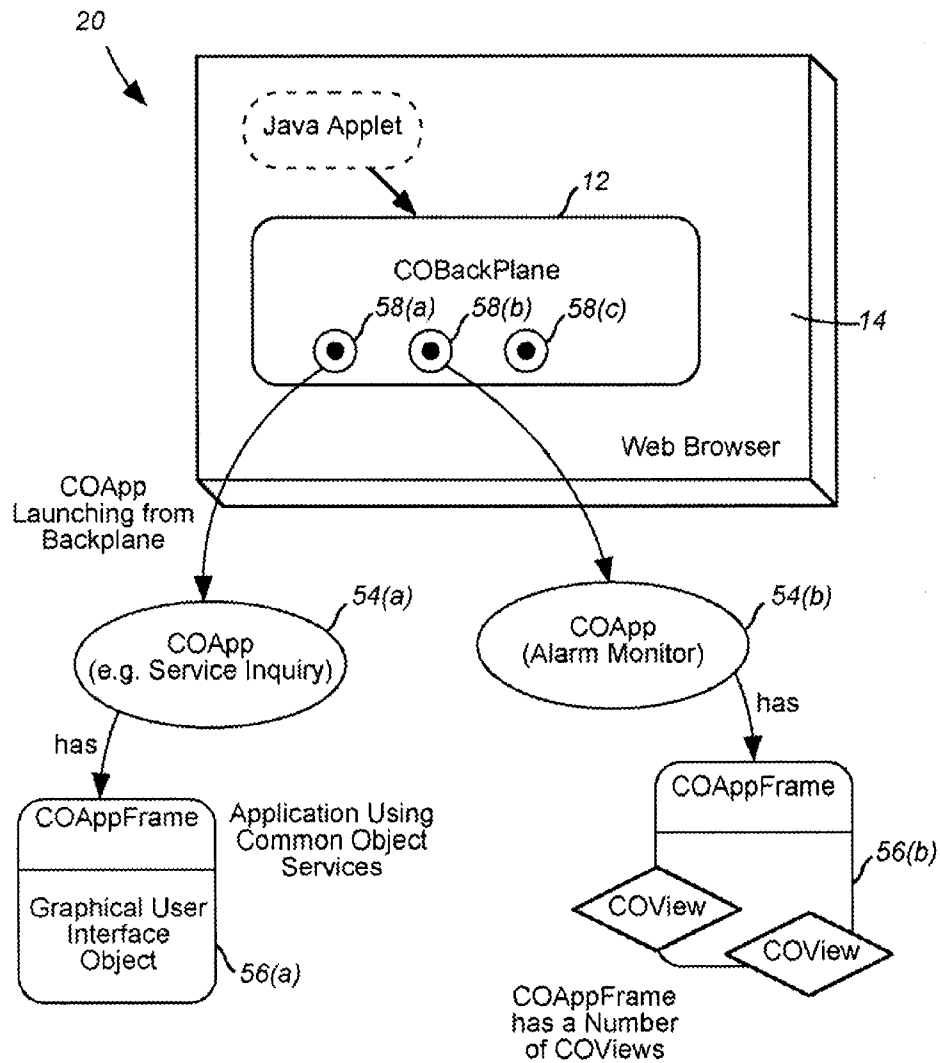 20
Java Applet
12
COBackPlane
58(a)
58(b)
58(c)
14
Web Browser
COApp
Launching from
Backplane
54(a)
COApp
(e.g. Service Inquiry)
54(b)
COApp
(Alarm Monitor)
has
has
COAppFrame
Graphical User
Interface
Object
56(a)
Application Using
Common Object
Services
COAppFrame
56(b)
COView
COView
COAppFrame
has a Number
of COViews